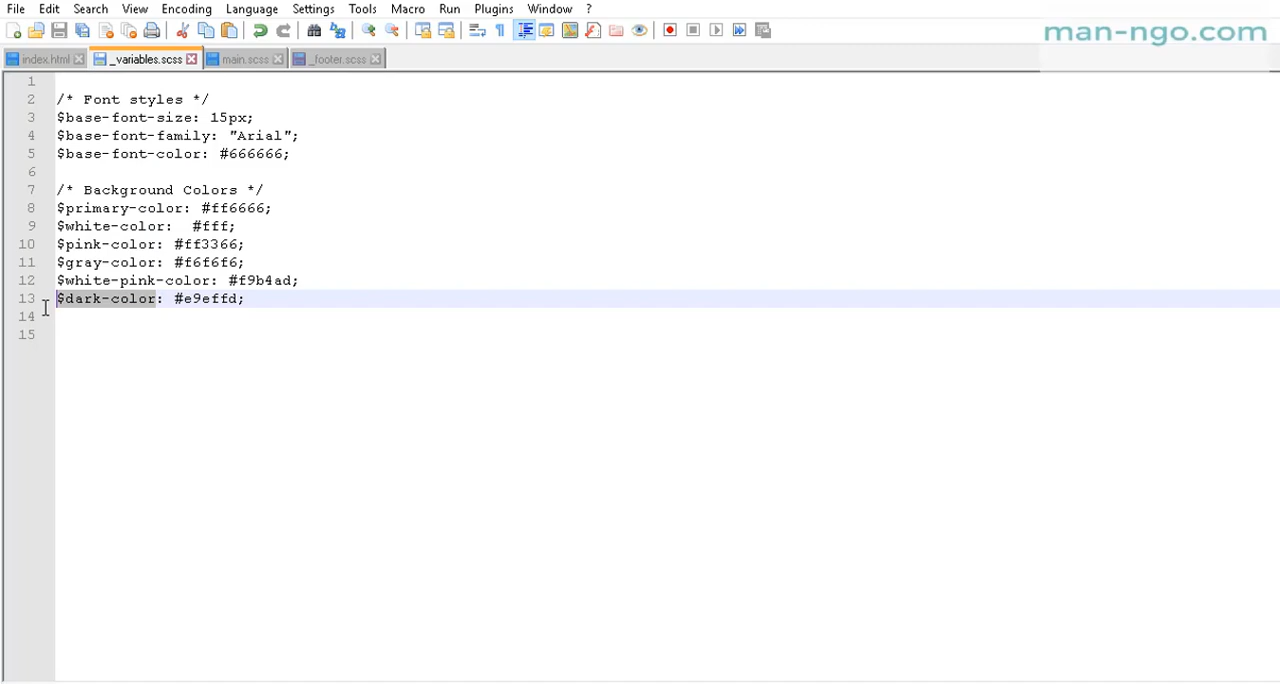 File Edit Search View Encoding Language Settings Tools Macro Run Plugins Window ?
man-ngo.com
index.html _variables.scss main.scss _footer.scss
1
2 /* Font styles */
3 $base-font-size: 15px;
4 $base-font-family: "Arial";
5 $base-font-color: #666666;
6
7 /* Background Colors */
8 $primary-color: #ff6666;
9 $white-color:  #fff;
10 $pink-color: #ff3366;
11 $gray-color: #f6f6f6;
12 $white-pink-color: #f9b4ad;
13 $dark-color: #e9effd;
14
15